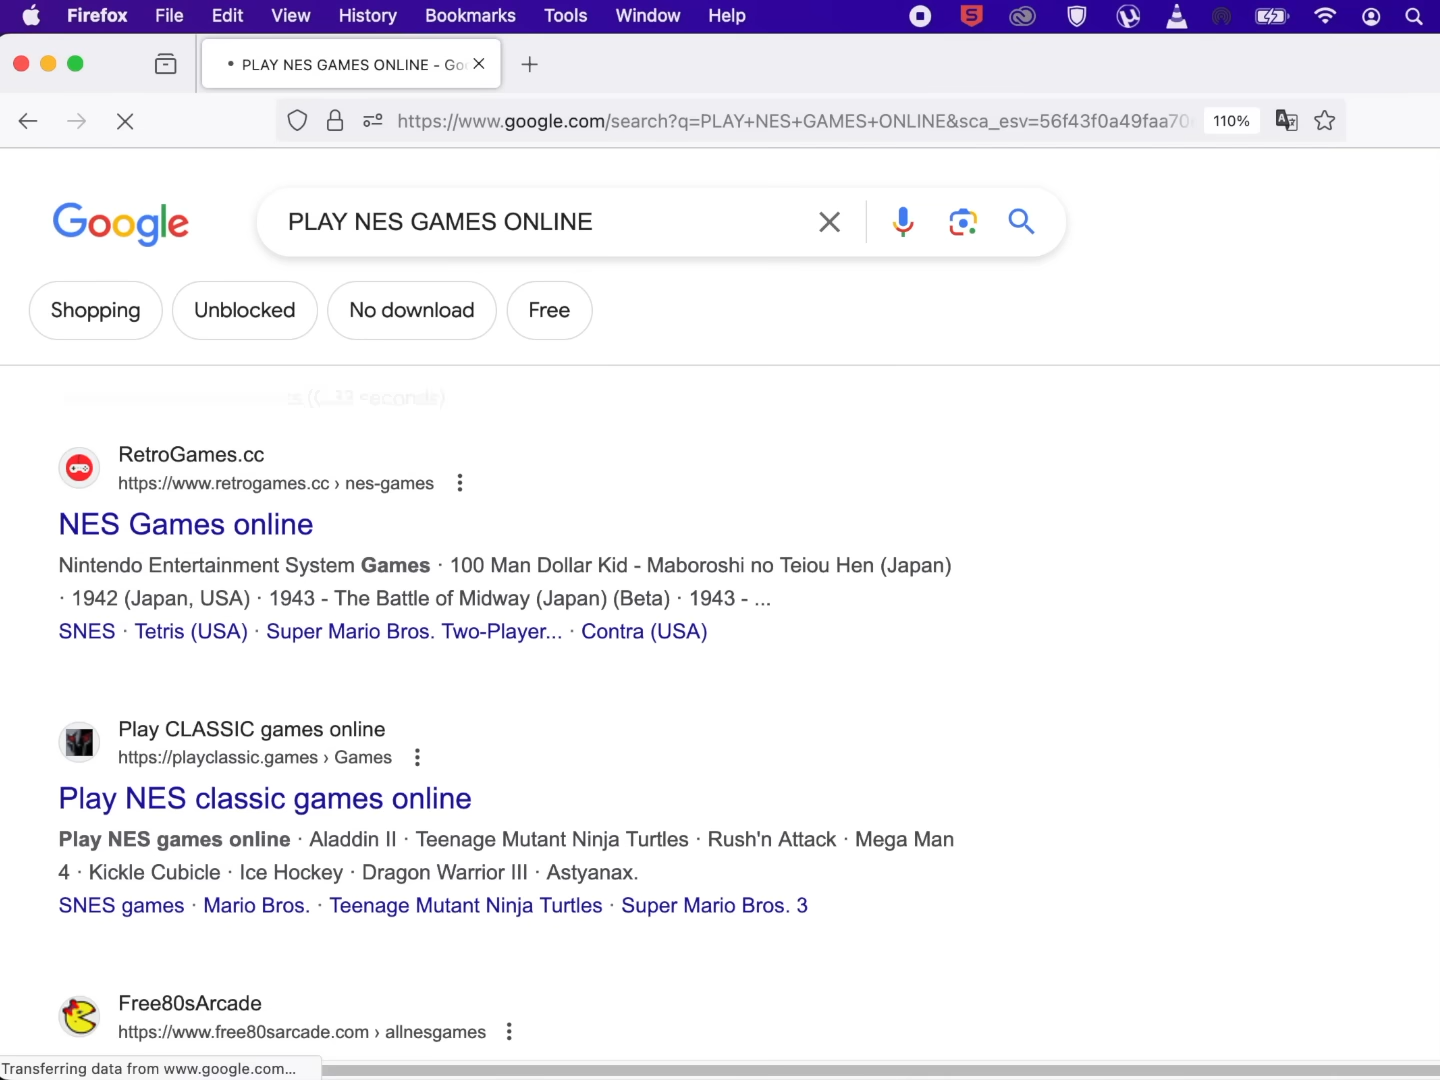 Firefox File Edit View History Bookmarks Tools Window Help
PLAY NES GAMES ONLINE - Go
https://www.google.com/search?q=PLAY+NES+GAMES+ONLINE&sca_esv=56f43f0a49faa70 110%
Google PLAY NES GAMES ONLINE
Shopping Unblocked No download Free
seconds)
RetroGames.cc
https://www.retrogames.cc › nes-games
NES Games online
Nintendo Entertainment System Games · 100 Man Dollar Kid - Maboroshi no Teiou Hen (Japan)
· 1942 (Japan, USA) · 1943 - The Battle of Midway (Japan) (Beta) · 1943 - ...
SNES · Tetris (USA) · Super Mario Bros. Two-Player... · Contra (USA)
Play CLASSIC games online
https://playclassic.games › Games
Play NES classic games online
Play NES games online · Aladdin II · Teenage Mutant Ninja Turtles · Rush'n Attack · Mega Man
4 · Kickle Cubicle · Ice Hockey · Dragon Warrior III · Astyanax.
SNES games · Mario Bros. · Teenage Mutant Ninja Turtles · Super Mario Bros. 3
Free80sArcade
https://www.free80sarcade.com › allnesgames
Transferring data from www.google.com...